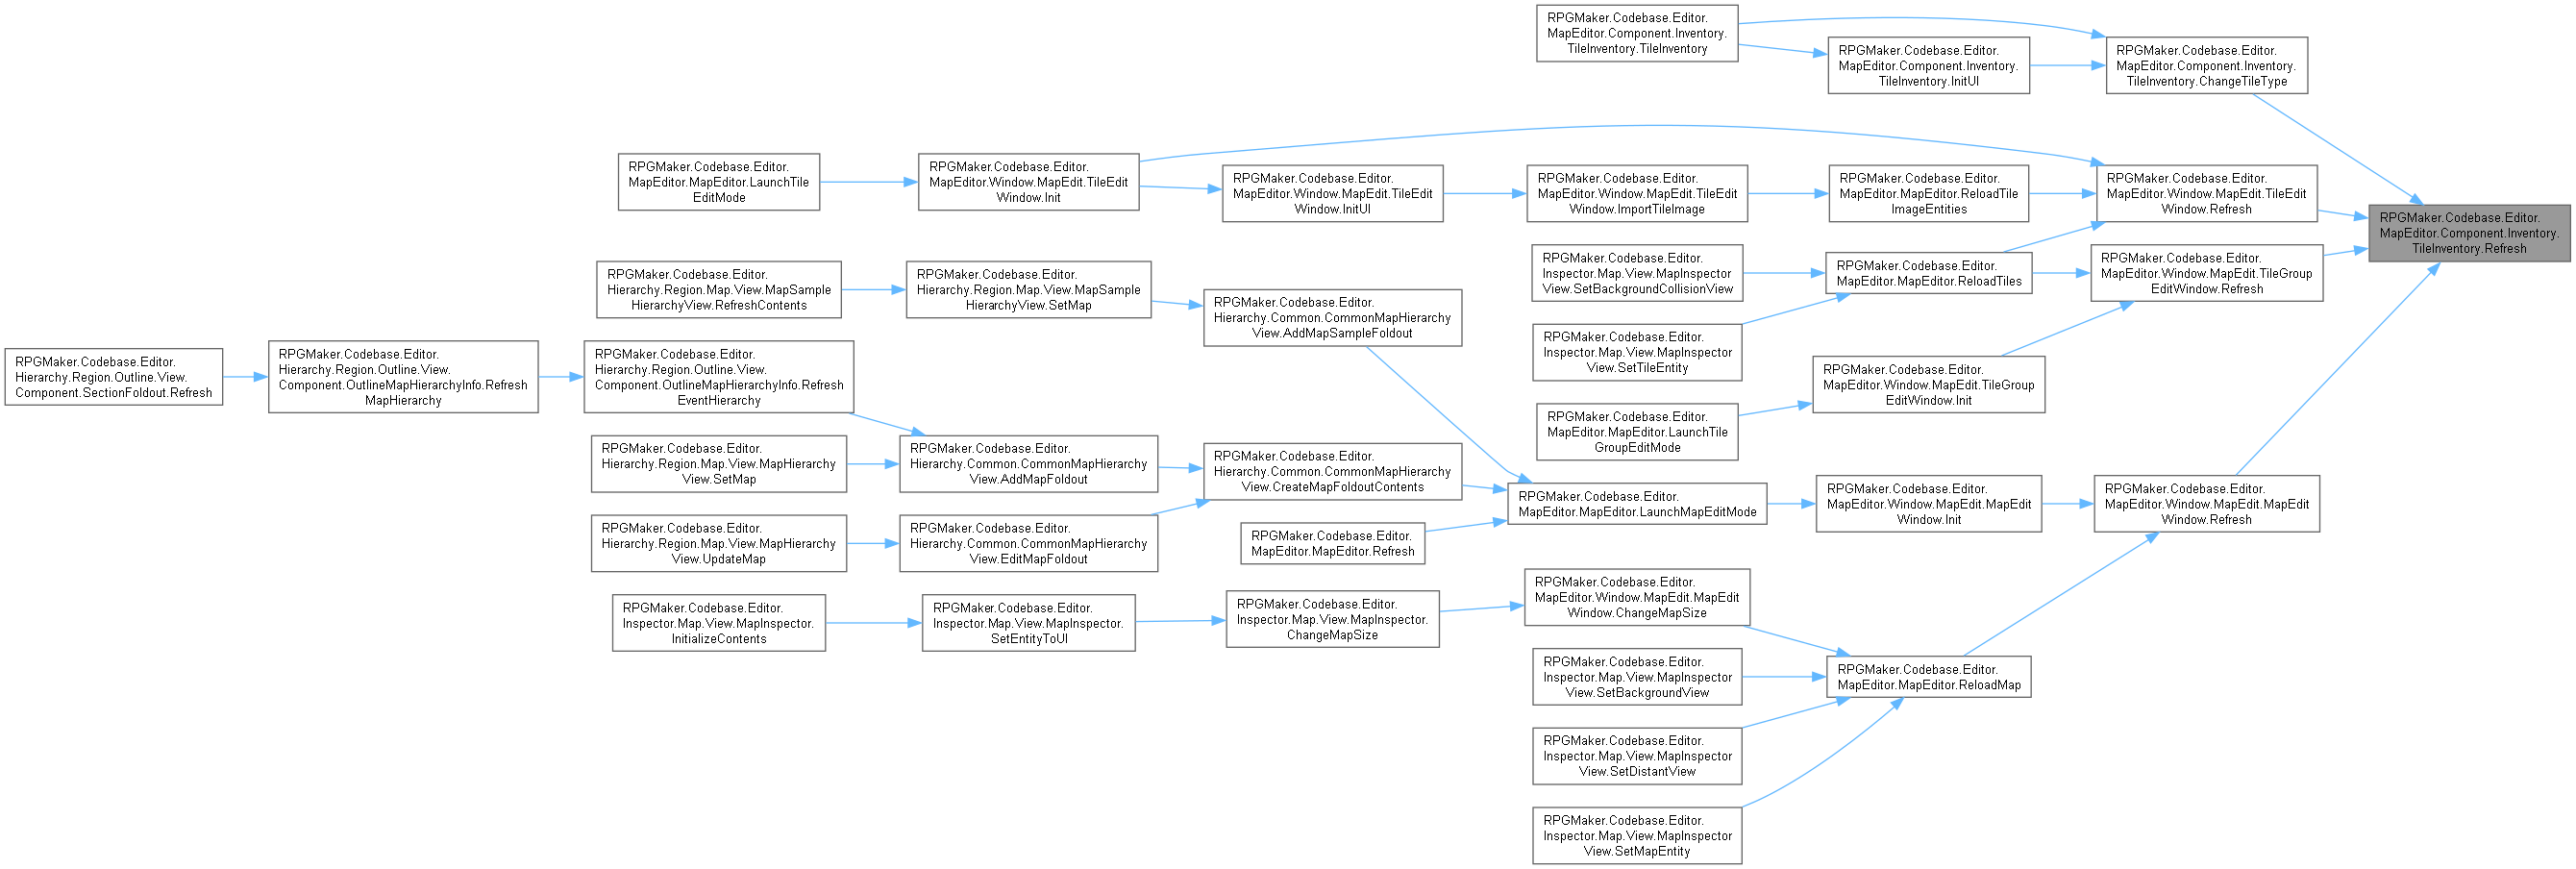 RPGMaker.Codebase.Editor.
MapEditor.Component.Inventory.
TileInventory.TileInventory
RPGMaker.Codebase.Editor.
MapEditor.Component.Inventory.
TileInventory.InitUI
RPGMaker.Codebase.Editor.
MapEditor.Component.Inventory.
TileInventory.ChangeTileType
RPGMaker.Codebase.Editor.
MapEditor.MapEditor.LaunchTile
EditMode
RPGMaker.Codebase.Editor.
MapEditor.Window.MapEdit.TileEdit
Window.Init
RPGMaker.Codebase.Editor.
MapEditor.Window.MapEdit.TileEdit
Window.InitUI
RPGMaker.Codebase.Editor.
MapEditor.Window.MapEdit.TileEdit
Window.ImportTileImage
RPGMaker.Codebase.Editor.
MapEditor.MapEditor.ReloadTile
ImageEntities
RPGMaker.Codebase.Editor.
MapEditor.Window.MapEdit.TileEdit
Window.Refresh
RPGMaker.Codebase.Editor.
MapEditor.Component.Inventory.
TileInventory.Refresh
RPGMaker.Codebase.Editor.
Hierarchy.Region.Map.View.MapSample
HierarchyView.RefreshContents
RPGMaker.Codebase.Editor.
Hierarchy.Region.Map.View.MapSample
HierarchyView.SetMap
RPGMaker.Codebase.Editor.
Hierarchy.Common.CommonMapHierarchy
View.AddMapSampleFoldout
RPGMaker.Codebase.Editor.
Inspector.Map.View.MapInspector
View.SetBackgroundCollisionView
RPGMaker.Codebase.Editor.
MapEditor.MapEditor.ReloadTiles
RPGMaker.Codebase.Editor.
MapEditor.Window.MapEdit.TileGroup
EditWindow.Refresh
RPGMaker.Codebase.Editor.
Inspector.Map.View.MapInspector
View.SetTileEntity
RPGMaker.Codebase.Editor.
Hierarchy.Region.Outline.View.
Component.SectionFoldout.Refresh
RPGMaker.Codebase.Editor.
Hierarchy.Region.Outline.View.
Component.OutlineMapHierarchyInfo.Refresh
MapHierarchy
RPGMaker.Codebase.Editor.
Hierarchy.Region.Outline.View.
Component.OutlineMapHierarchyInfo.Refresh
EventHierarchy
RPGMaker.Codebase.Editor.
MapEditor.Window.MapEdit.TileGroup
EditWindow.Init
RPGMaker.Codebase.Editor.
MapEditor.MapEditor.LaunchTile
GroupEditMode
RPGMaker.Codebase.Editor.
Hierarchy.Region.Map.View.MapHierarchy
View.SetMap
RPGMaker.Codebase.Editor.
Hierarchy.Common.CommonMapHierarchy
View.AddMapFoldout
RPGMaker.Codebase.Editor.
Hierarchy.Common.CommonMapHierarchy
View.CreateMapFoldoutContents
RPGMaker.Codebase.Editor.
MapEditor.MapEditor.LaunchMapEditMode
RPGMaker.Codebase.Editor.
MapEditor.Window.MapEdit.MapEdit
Window.Init
RPGMaker.Codebase.Editor.
MapEditor.Window.MapEdit.MapEdit
Window.Refresh
RPGMaker.Codebase.Editor.
Hierarchy.Region.Map.View.MapHierarchy
View.UpdateMap
RPGMaker.Codebase.Editor.
Hierarchy.Common.CommonMapHierarchy
View.EditMapFoldout
RPGMaker.Codebase.Editor.
MapEditor.MapEditor.Refresh
RPGMaker.Codebase.Editor.
Inspector.Map.View.MapInspector.
InitializeContents
RPGMaker.Codebase.Editor.
Inspector.Map.View.MapInspector.
SetEntityToUI
RPGMaker.Codebase.Editor.
Inspector.Map.View.MapInspector.
ChangeMapSize
RPGMaker.Codebase.Editor.
MapEditor.Window.MapEdit.MapEdit
Window.ChangeMapSize
RPGMaker.Codebase.Editor.
Inspector.Map.View.MapInspector
View.SetBackgroundView
RPGMaker.Codebase.Editor.
MapEditor.MapEditor.ReloadMap
RPGMaker.Codebase.Editor.
Inspector.Map.View.MapInspector
View.SetDistantView
RPGMaker.Codebase.Editor.
Inspector.Map.View.MapInspector
View.SetMapEntity